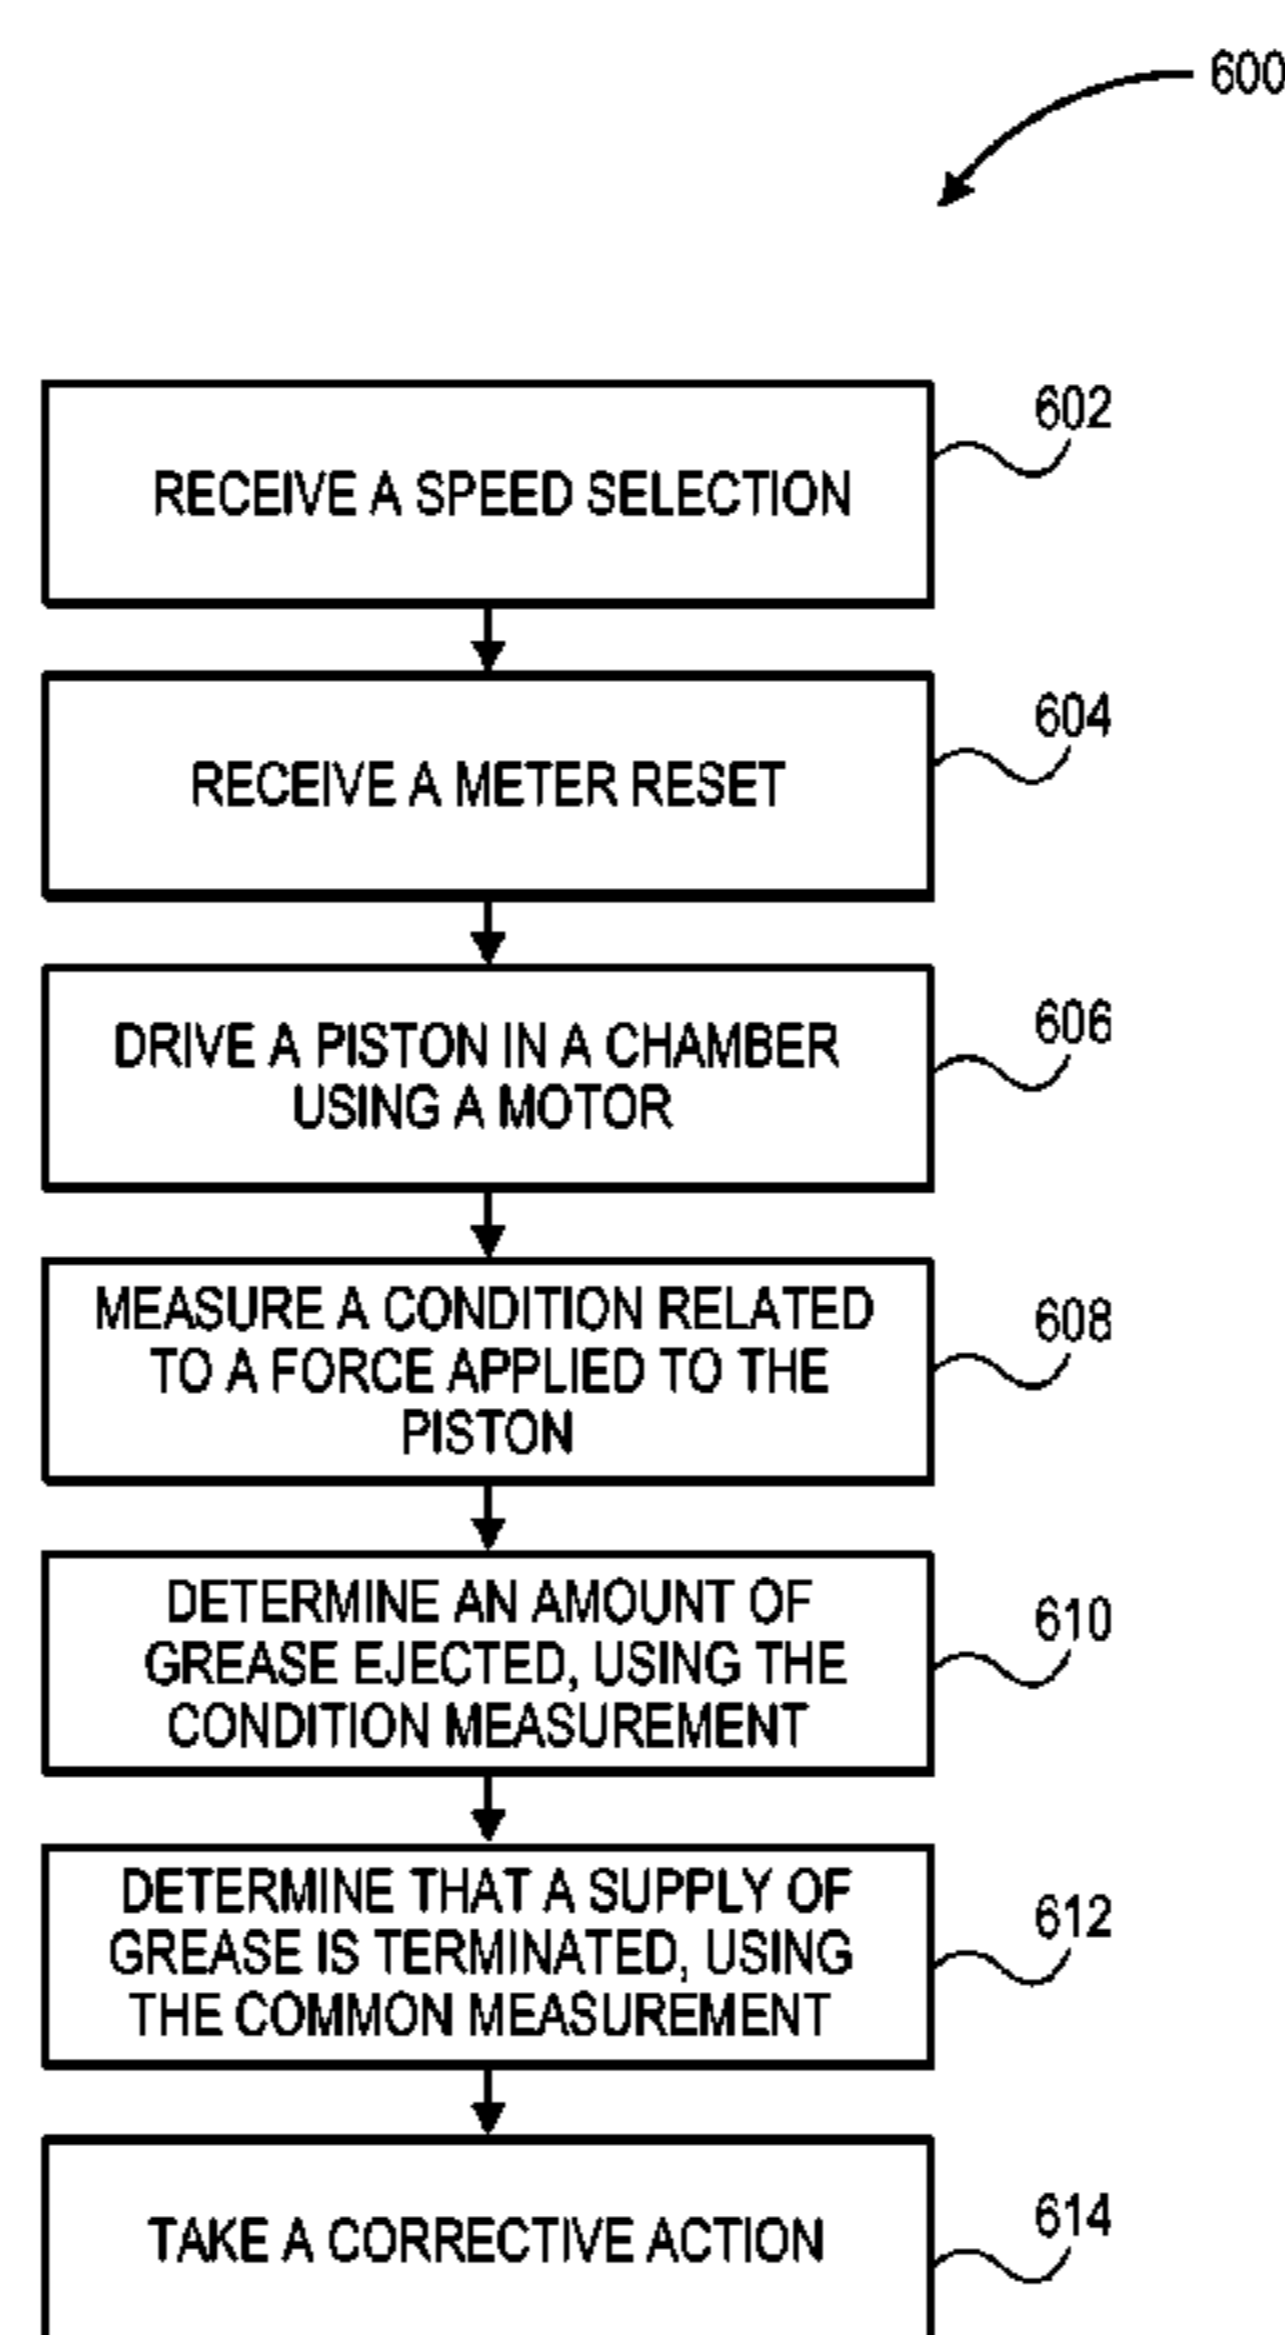 600
RECEIVE A SPEED SELECTION
602
RECEIVE A METER RESET
604
DRIVE A PISTON IN A CHAMBER
USING A MOTOR
606
MEASURE A CONDITION RELATED
TO A FORCE APPLIED TO THE
PISTON
608
DETERMINE AN AMOUNT OF
GREASE EJECTED, USING THE
CONDITION MEASUREMENT
610
DETERMINE THAT A SUPPLY OF
GREASE IS TERMINATED, USING
THE COMMON MEASUREMENT
612
TAKE A CORRECTIVE ACTION
614